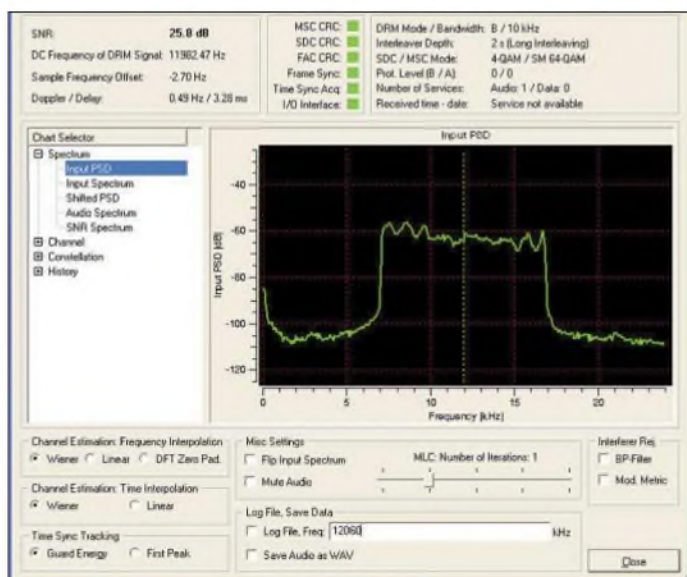 SNR: 25.8 dB
DC Frequency of DRM Signal: 11982.47 Hz
Sample Frequency Offset: -2.70 Hz
Doppler / Delay: 0.49 Hz / 3.28 ms
MSC CRC:
SDC CRC:
FAC CRC:
Frame Sync:
Time Sync Acq:
I/O Interface:
DRM Mode / Bandwidth: B / 10 kHz
Interleaver Depth: 2 s (Long Interleaving)
SDC / MSC Mode: 4-QAM / SM 64-QAM
Prot. Level (B / A): 0 / 0
Number of Services: Audio: 1 / Data: 0
Received time - date: Service not available
Chart Selector
Spectrum
Input PSD
Input Spectrum
Shifted PSD
Audio Spectrum
SNR Spectrum
Channel
Constellation
History
Input PSD
Input PSD [dB]
-40
-60
-80
-100
-120
0 5 10 15 20
Frequency [kHz]
Channel Estimation: Frequency Interpolation
Wiener Linear DFT Zero Pad.
Channel Estimation: Time Interpolation
Wiener Linear
Time Sync Tracking
Guard Energy First Peak
Misc Settings
Flip Input Spectrum
Mute Audio
MLC: Number of Iterations: 1
Log File, Save Data
Log File, Freq: 12060 kHz
Save Audio as WAV
Interferer Rej.
BP-Filter
Mod. Metric
Close